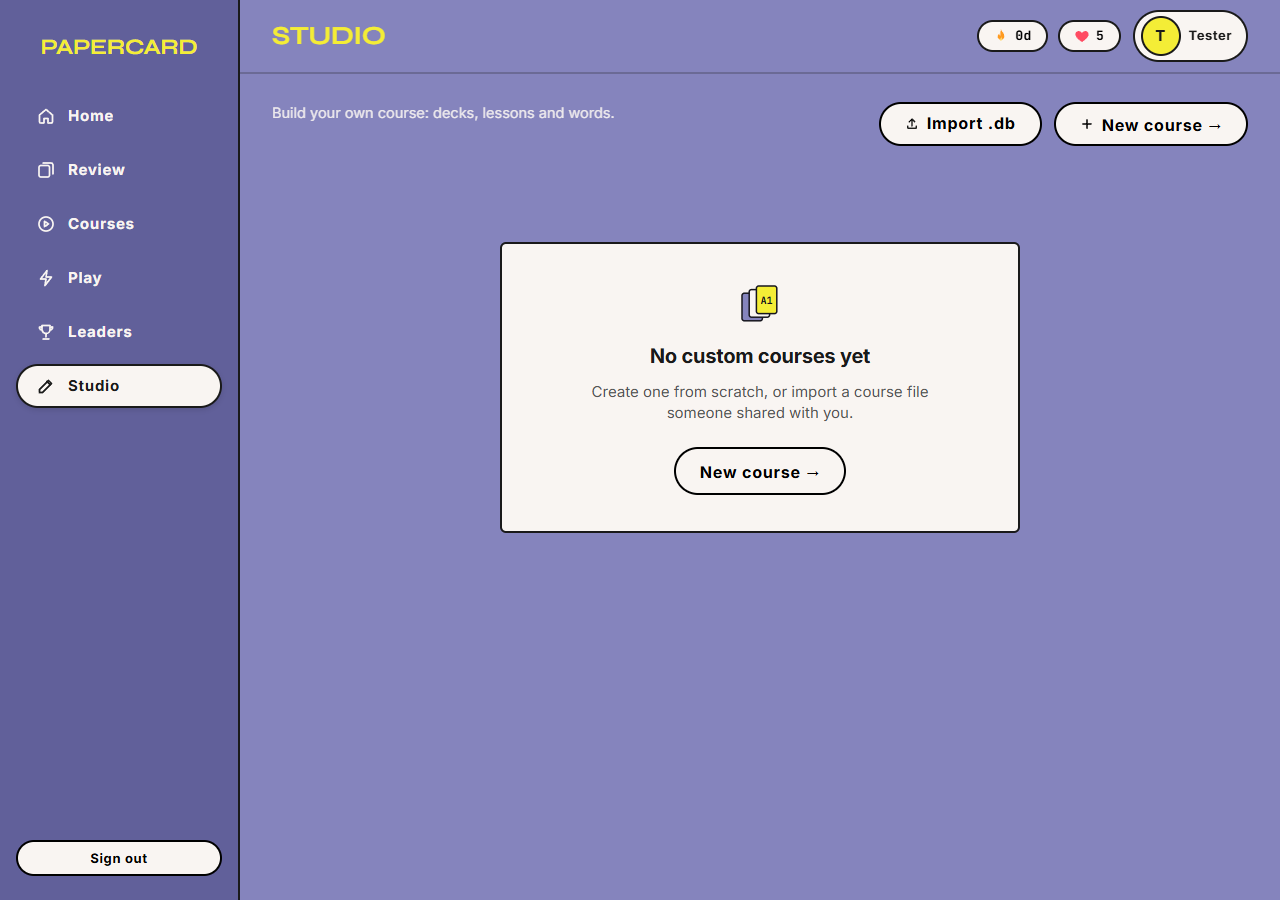 PAPERCARD
Home
Review
Courses
Play
Leaders
Studio
Sign out
STUDIO
0d
5
T
Tester
Build your own course: decks, lessons and words.
Import .db
+ New course →
A1
No custom courses yet
Create one from scratch, or import a course file
someone shared with you.
New course →